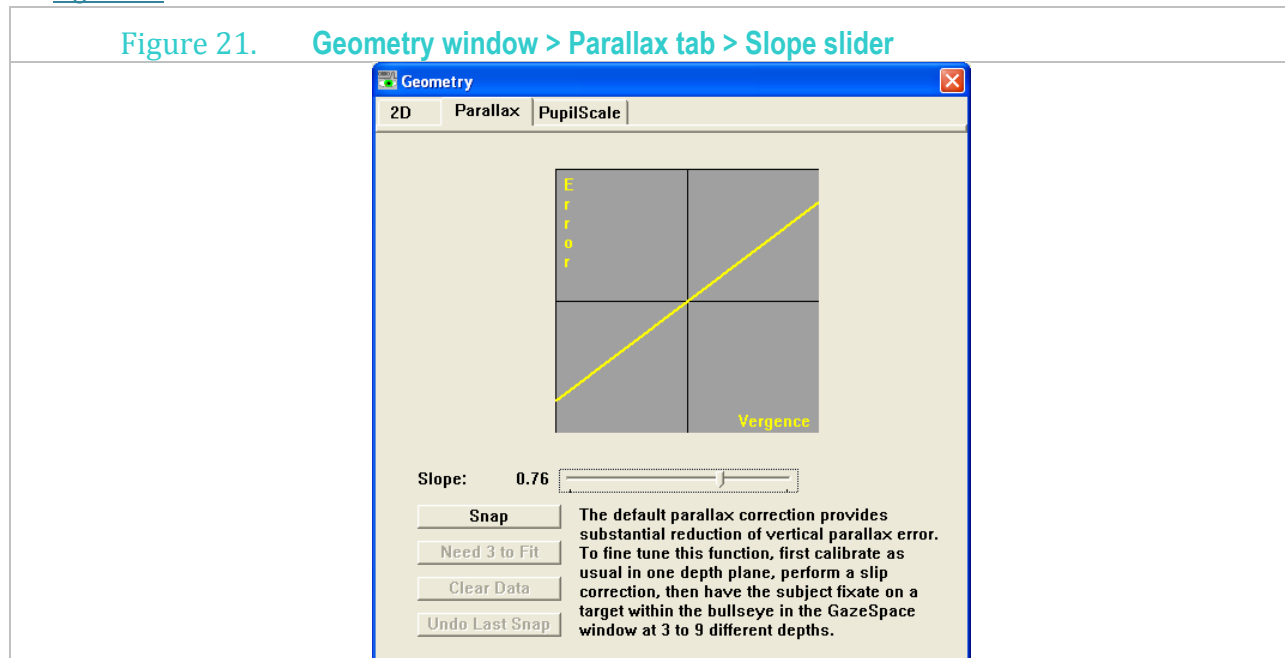 Figure 21. Geometry window > Parallax tab > Slope slider
Geometry
2D Parallax PupilScale
Error
Vergence
Slope: 0.76
Snap
Need 3 to Fit
Clear Data
Undo Last Snap
The default parallax correction provides
substantial reduction of vertical parallax error.
To fine tune this function, first calibrate as
usual in one depth plane, perform a slip
correction, then have the subject fixate on a
target within the bullseye in the GazeSpace
window at 3 to 9 different depths.